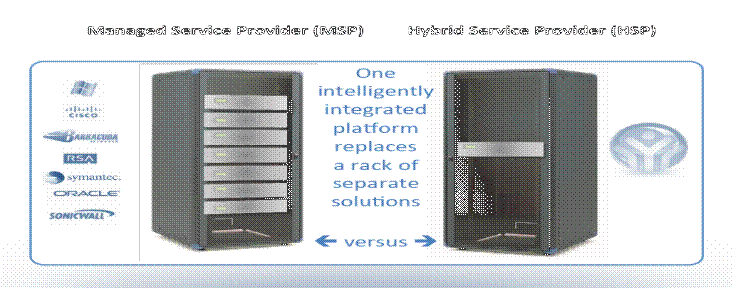 Managed Service Provider (MSP)
Hybrid Service Provider (HSP)
CISCO
BARRACUDA
RSA
symantec.
ORACLE
SONICWALL
One
intelligently
integrated
platform
replaces
a rack of
separate
solutions
versus